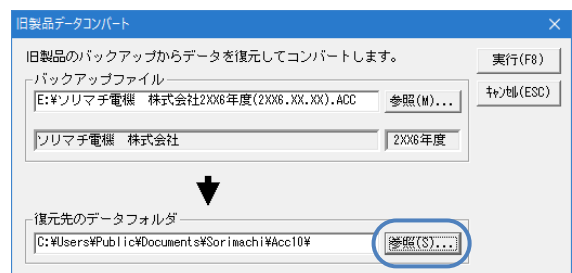 旧製品データコンバート
旧製品のバックアップからデータを復元してコンバートします。
実行(F8)
バックアップファイル
E:¥ソリマチ電機　株式会社2XX6年度(2XX6.XX.XX).ACC
参照(M)...
ｷｬﾝｾﾙ(ESC)
ソリマチ電機　株式会社
2XX6年度
復元先のデータフォルダ
C:¥Users¥Public¥Documents¥Sorimachi¥Acc10¥
参照(S)...